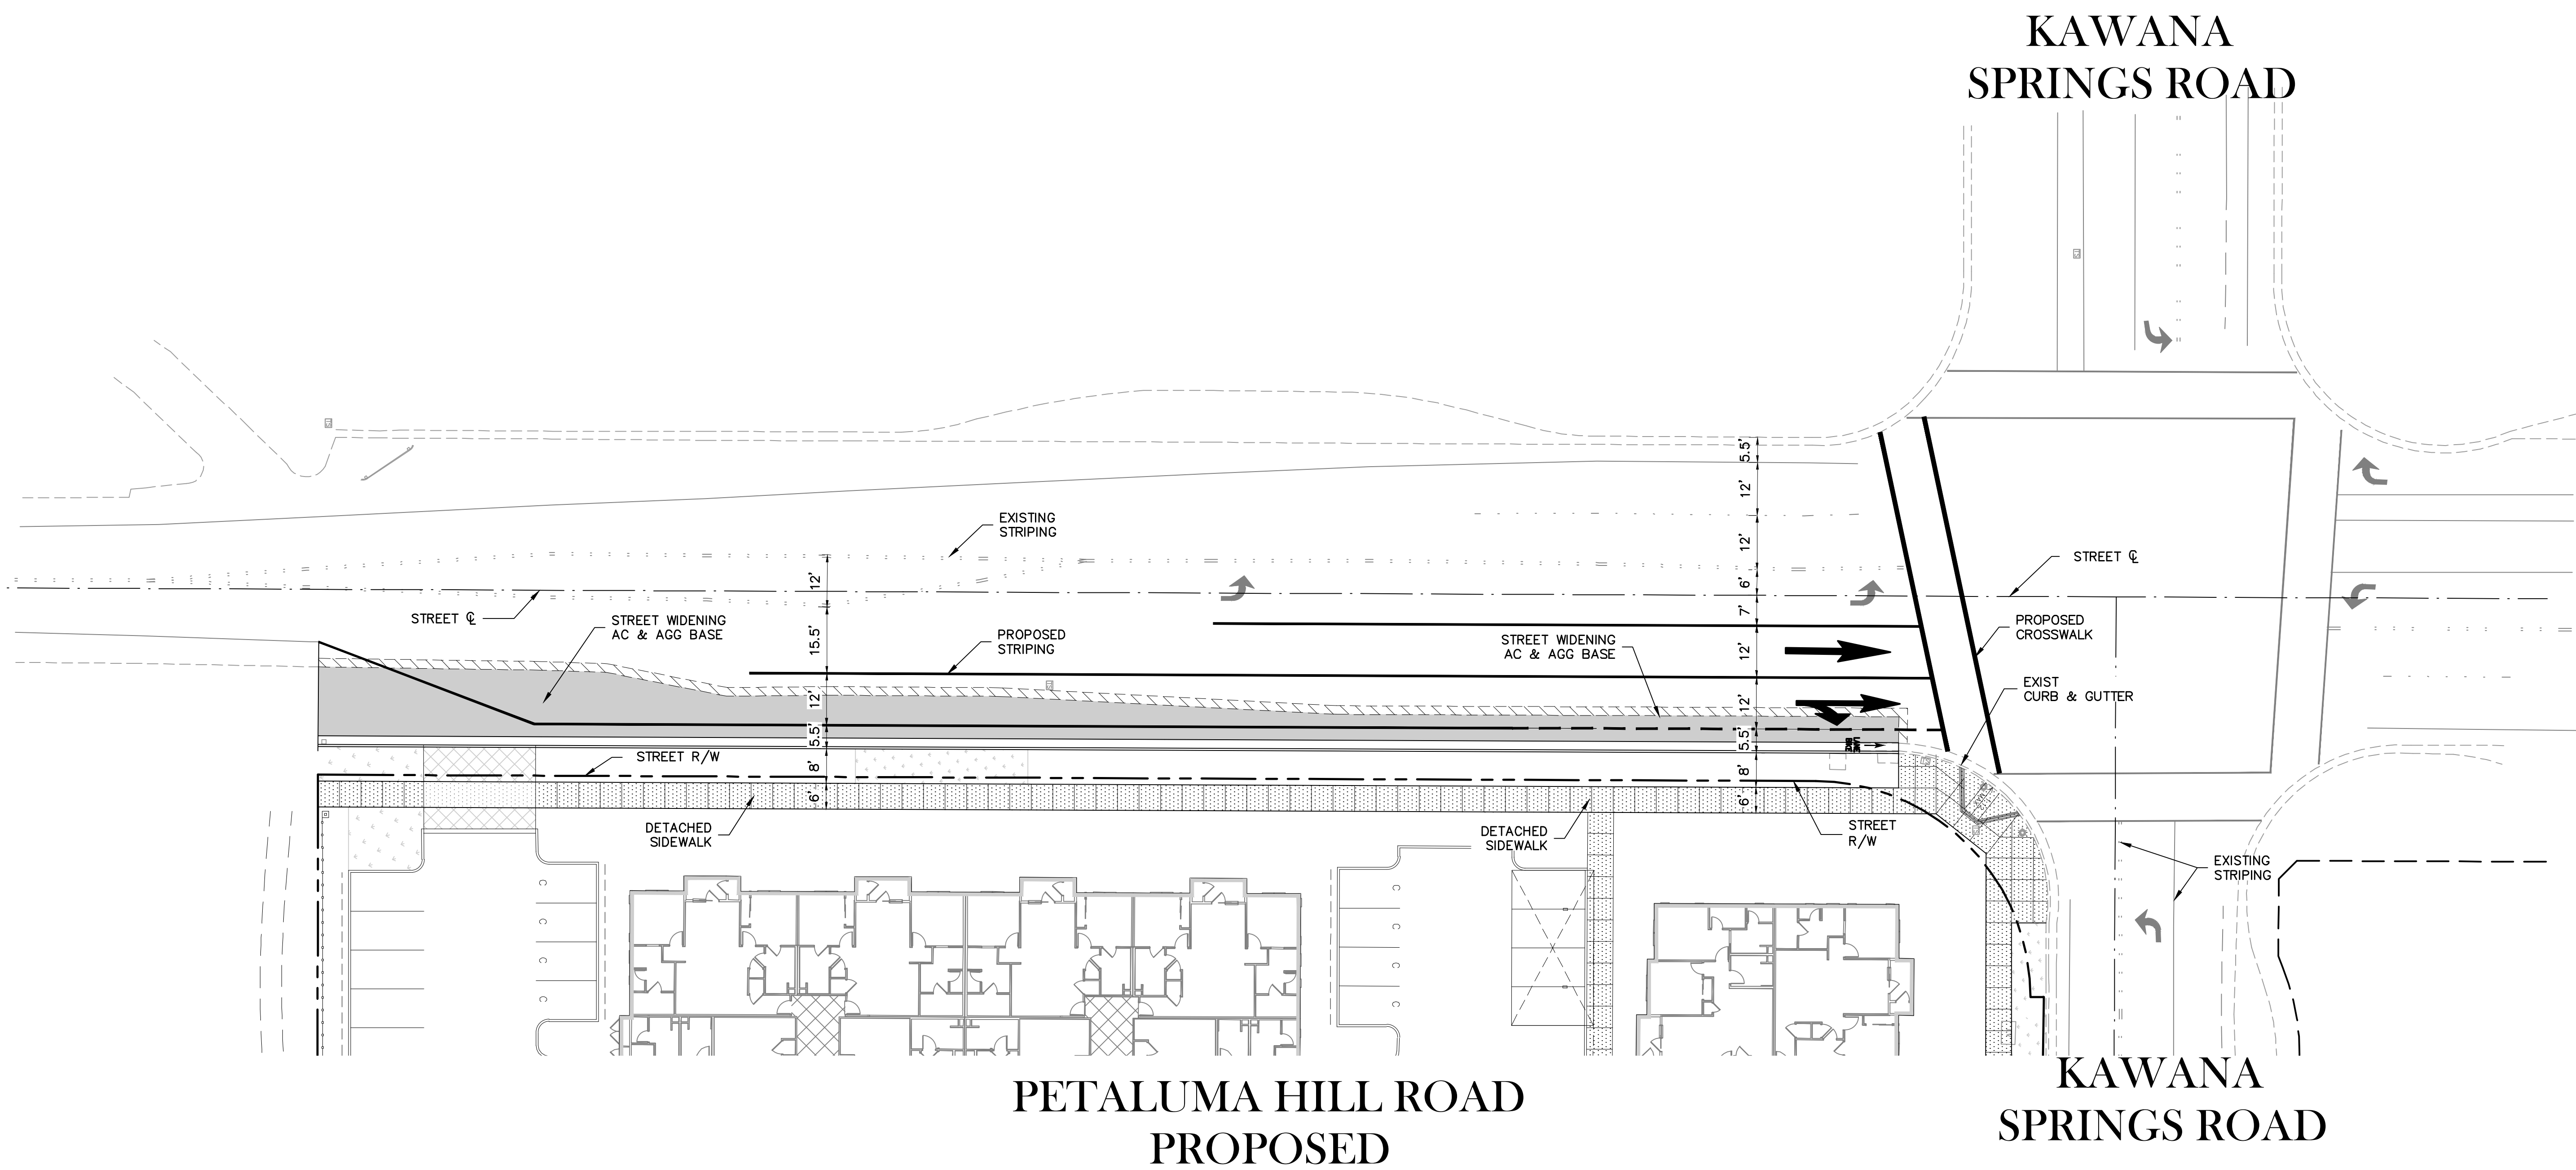 KAWANA
SPRINGS ROAD
5.5'
12'
12'
6'
7'
12'
12'
5.5'
8'
6'
EXISTING
STRIPING
12'
15.5'
12'
5.5'
8'
6'
STREET ℄
STREET ℄
STREET WIDENING
AC & AGG BASE
PROPOSED
STRIPING
STREET WIDENING
AC & AGG BASE
PROPOSED
CROSSWALK
EXIST
CURB & GUTTER
LANE
BIKE
STREET R/W
DETACHED
SIDEWALK
DETACHED
SIDEWALK
STREET
R/W
EXISTING
STRIPING
C
C
C
C
C
C
C
C
KAWANA
SPRINGS ROAD
PETALUMA HILL ROAD
PROPOSED